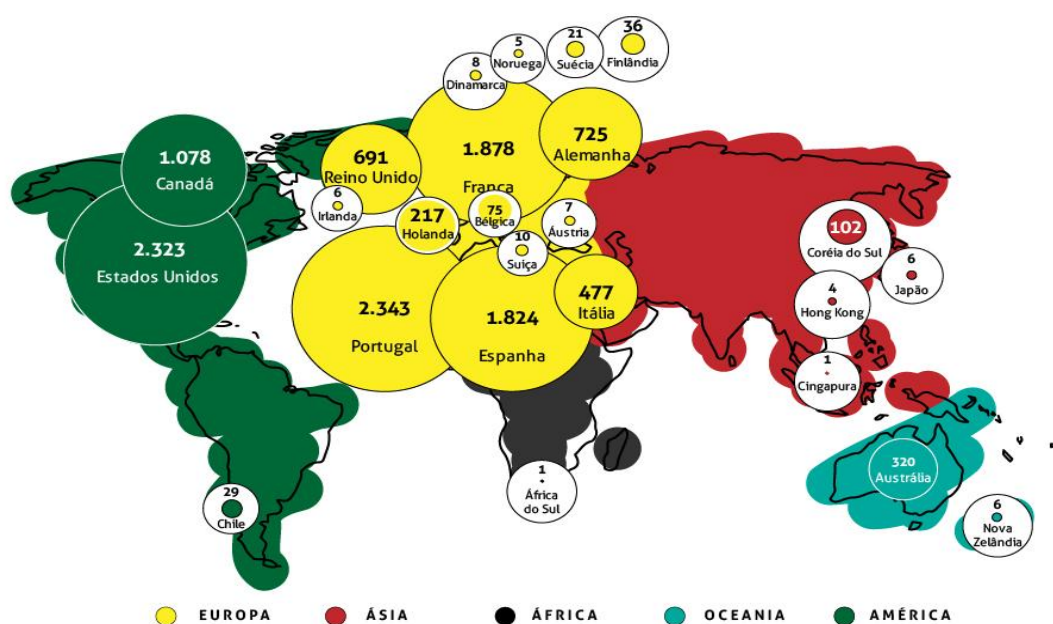 5
Noruega
21
Suécia
36
Finlândia
8
Dinamarca
1.078
Canadá
691
Reino Unido
1.878
França
725
Alemanha
6
Irlanda
217
Holanda
75
Bélgica
7
Áustria
10
Suiça
2.323
Estados Unidos
2.343
Portugal
1.824
Espanha
477
Itália
102
Coréia do Sul
6
Japão
4
Hong Kong
1
Cingapura
320
Austrália
6
Nova
Zelândia
29
Chile
1
África
do Sul
EUROPA
ÁSIA
ÁFRICA
OCEANIA
AMÉRICA